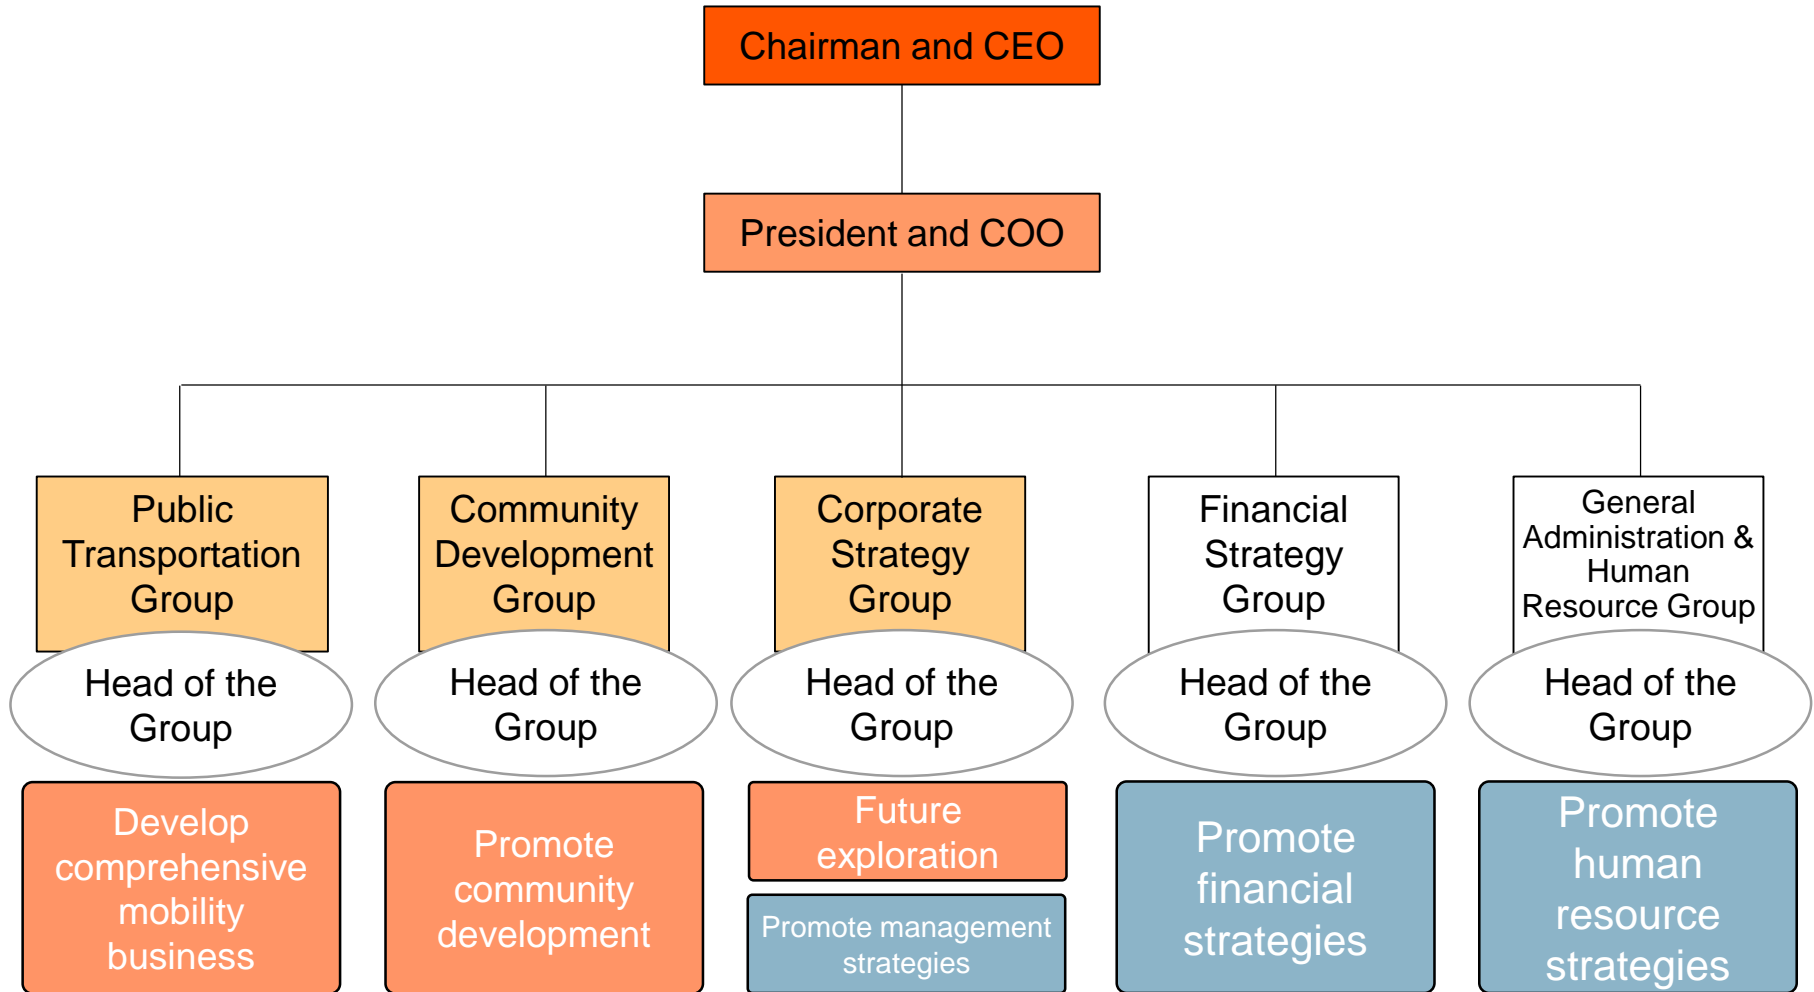 Chairman and CEO
President and COO
Public
Transportation
Group
Community
Development
Group
Corporate
Strategy
Group
Financial
Strategy
Group
General
Administration &
Human
Resource Group
Head of the
Group
Head of the
Group
Head of the
Group
Head of the
Group
Head of the
Group
Develop
comprehensive
mobility
business
Promote
community
development
Future
exploration
Promote management
strategies
Promote
financial
strategies
Promote
human
resource
strategies